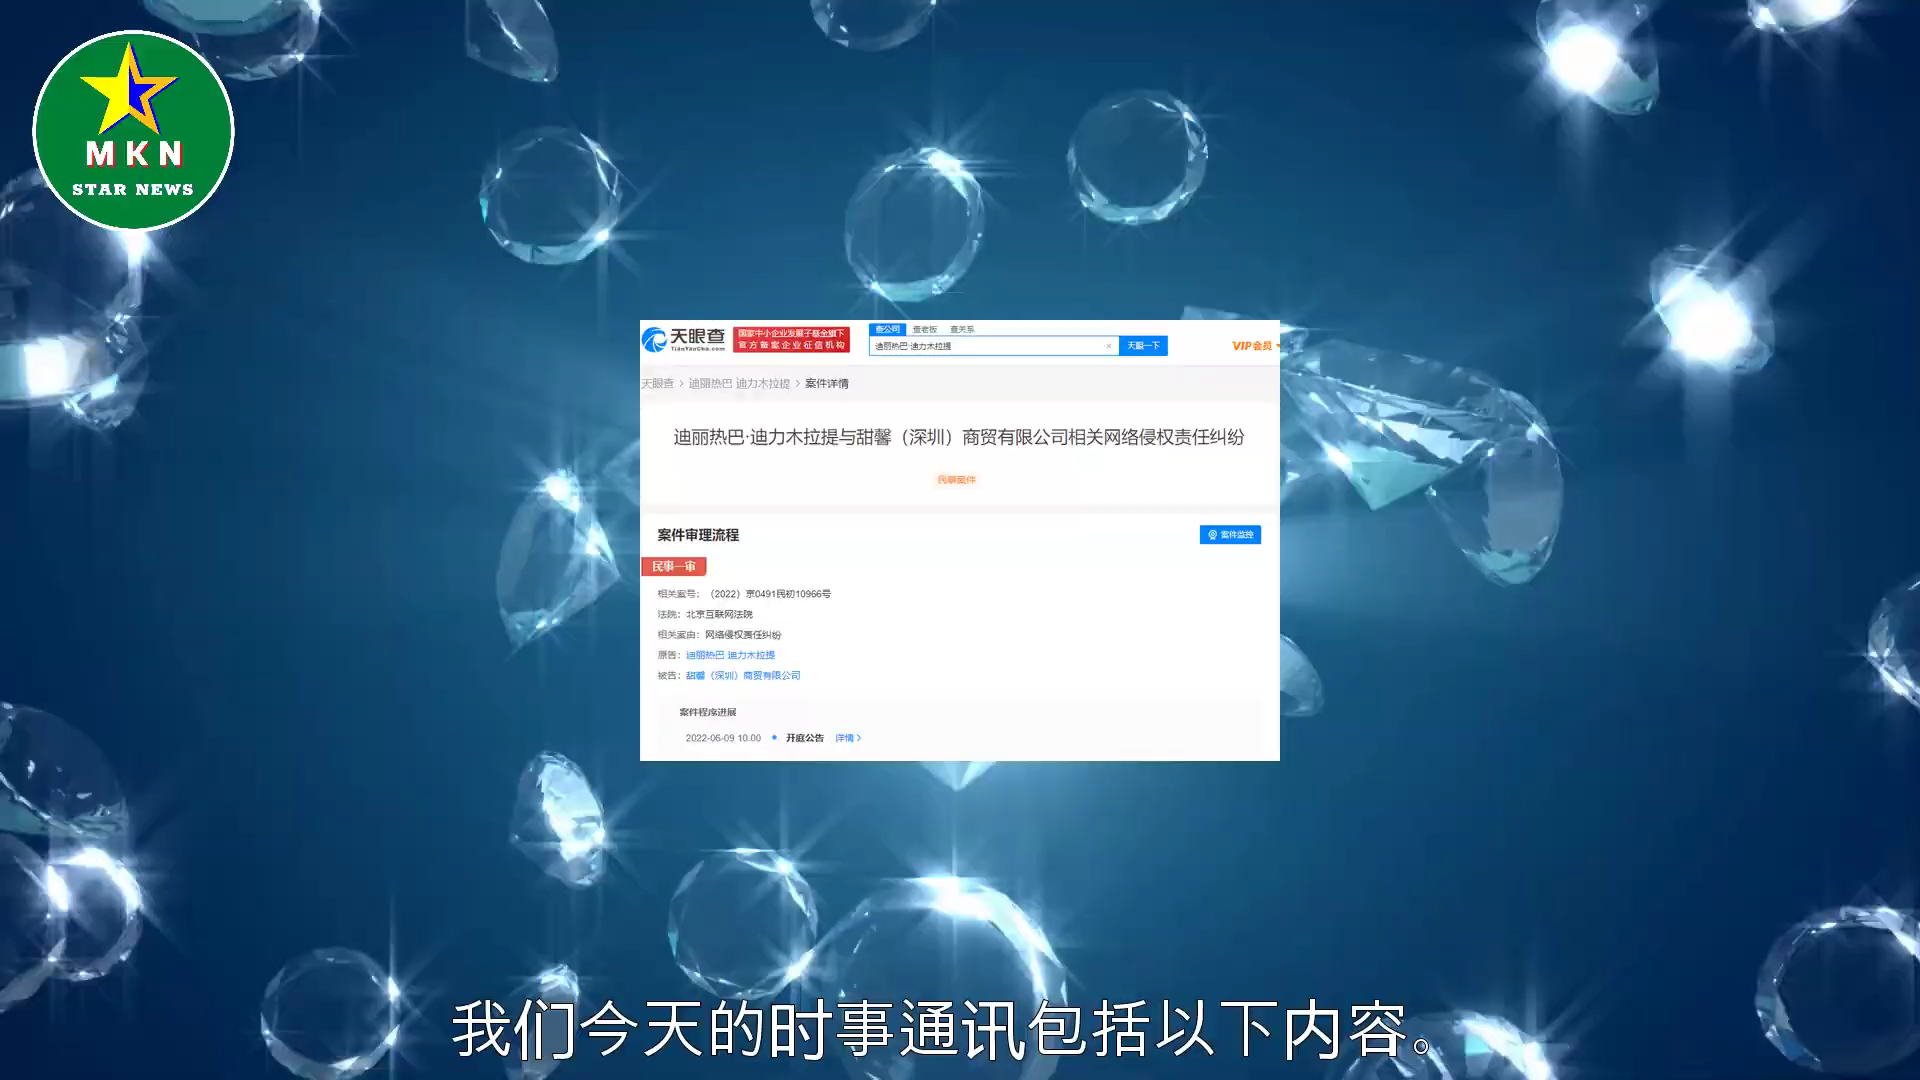 MKN
STAR NEWS
天眼查
TianYanCha.com
国家中小企业发展子基金旗下
官方备案企业征信机构
查公司 查老板 查关系
迪丽热巴·迪力木拉提 × 天眼一下
VIP会员
天眼查 > 迪丽热巴 迪力木拉提 > 案件详情
迪丽热巴·迪力木拉提与甜馨（深圳）商贸有限公司相关网络侵权责任纠纷
民事案件
案件审理流程
案件监控
民事一审
相关案号：（2022）京0491民初10966号
法院：北京互联网法院
相关案由：网络侵权责任纠纷
原告：迪丽热巴 迪力木拉提
被告：甜馨（深圳）商贸有限公司
案件程序进展
2022-06-09 10:00 开庭公告 详情 >
我们今天的时事通讯包括以下内容。